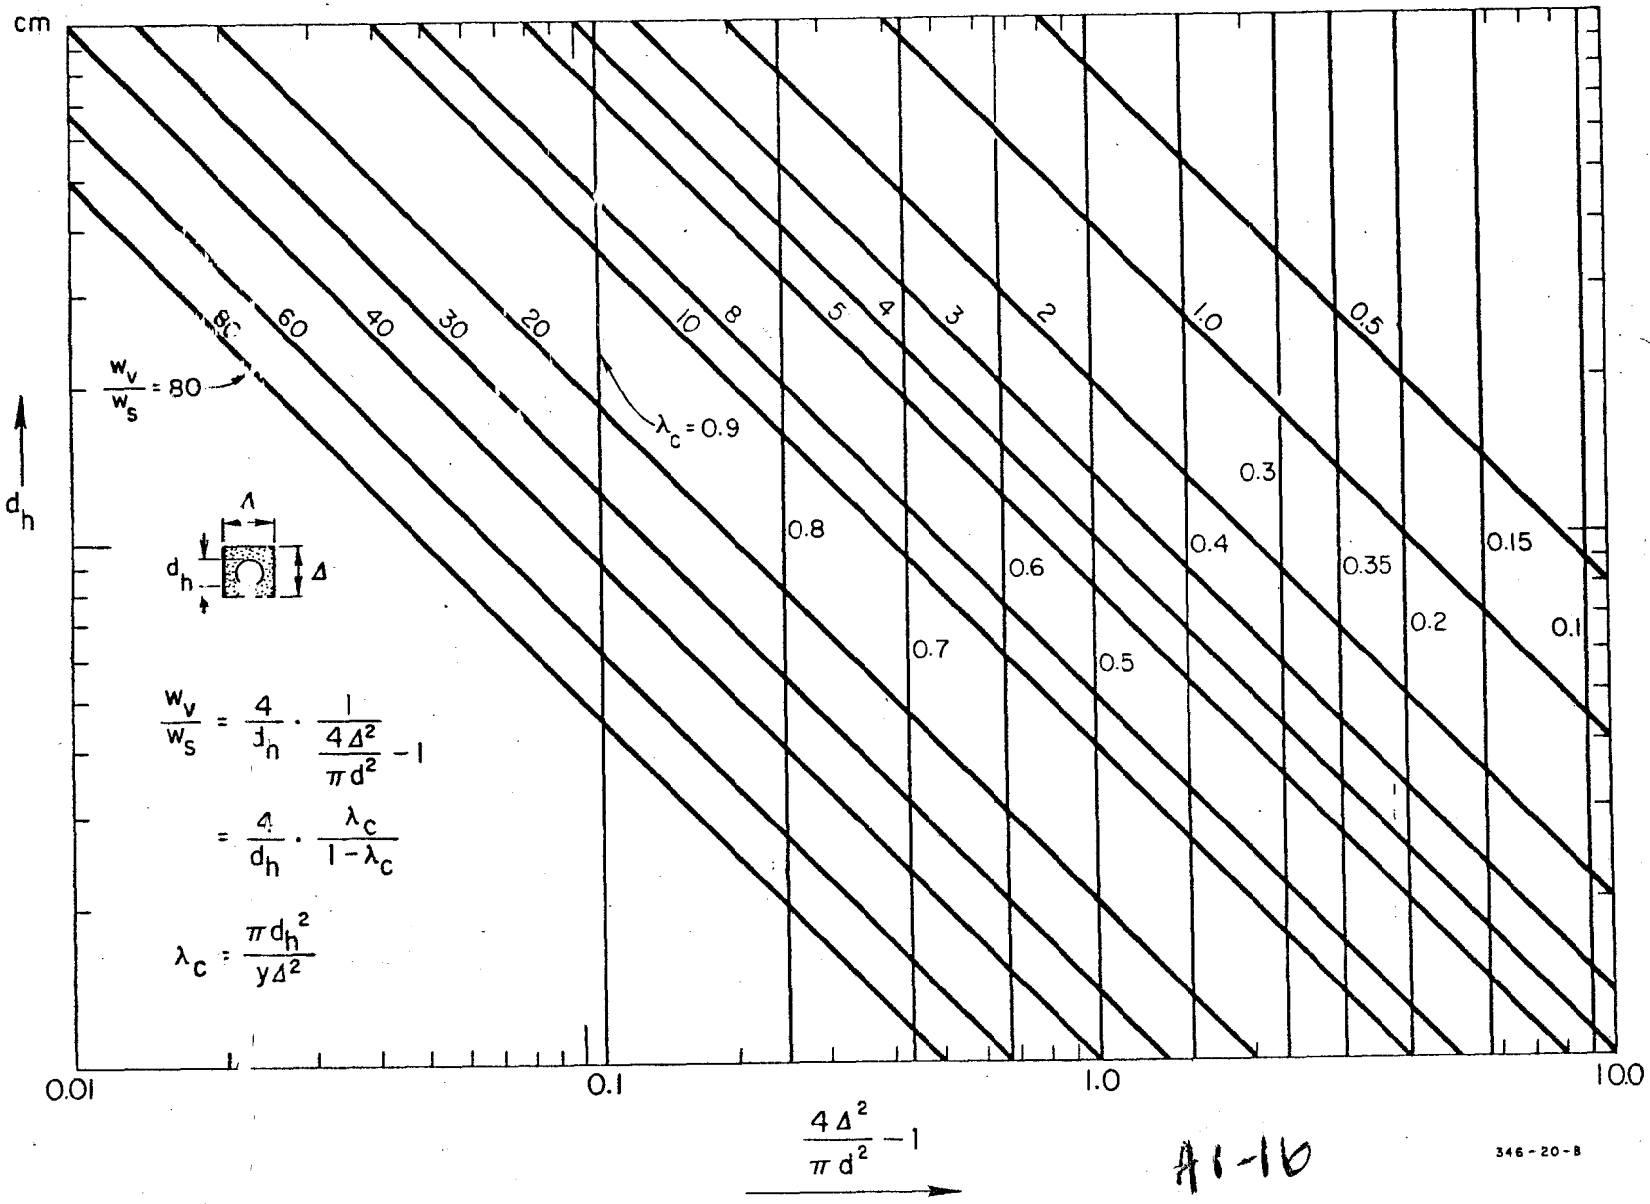 cm
80
60
40
30
20
10
8
5
4
3
2
1.0
0.5
w_v/w_s = 80
λ_c = 0.9
d_h
0.3
0.8
0.6
0.4
0.35
0.15
0.7
0.5
0.2
0.1
Λ
d_h
Δ
w_v/w_s = 4/d_h · 1/(4Δ²/πd² − 1)
= 4/d_h · λ_c/(1 − λ_c)
λ_c = πd_h²/yΔ²
0.01
0.1
1.0
10.0
4Δ²/πd² − 1
A1-16
346-20-B